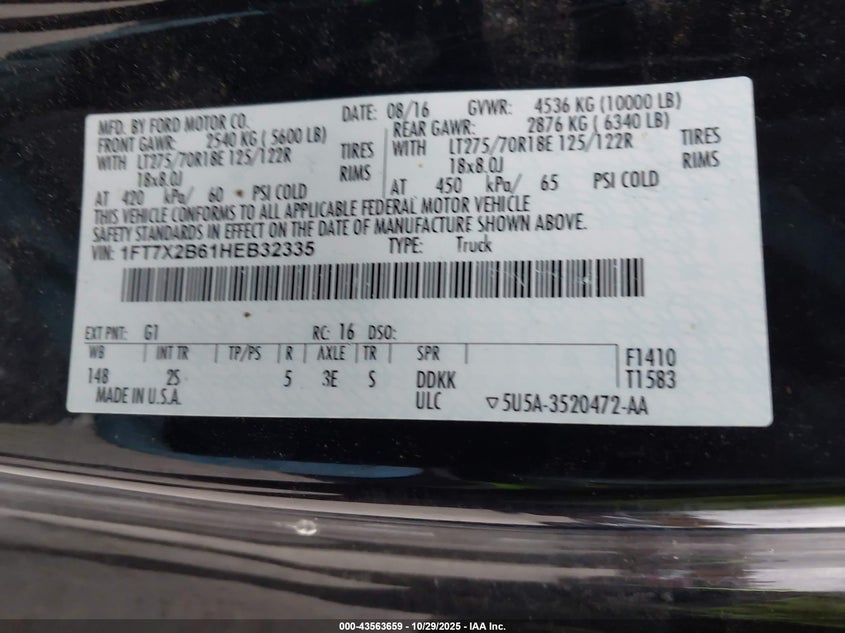 MFD. BY FORD MOTOR CO. DATE: 08/16 GVWR: 4536 KG (10000 LB)
FRONT GAWR: 2540 KG (5600 LB) REAR GAWR: 2876 KG (6340 LB)
WITH LT275/70R18E 125/122R TIRES WITH LT275/70R18E 125/122R TIRES
18x8.0J RIMS 18x8.0J RIMS
AT 420 kPa/ 60 PSI COLD AT 450 kPa/ 65 PSI COLD
THIS VEHICLE CONFORMS TO ALL APPLICABLE FEDERAL MOTOR VEHICLE
SAFETY STANDARDS IN EFFECT ON THE DATE OF MANUFACTURE SHOWN ABOVE.
VIN: 1FT7X2B61HEB32335 TYPE: Truck
EXT PNT: G1 RC: 16 DSO:
WB INT TR TP/PS R AXLE TR SPR F1410
148 2S 5 3E S DDKK T1583
MADE IN U.S.A. ULC ▽5U5A-3520472-AA
000-43563659 - 10/29/2025 - IAA Inc.